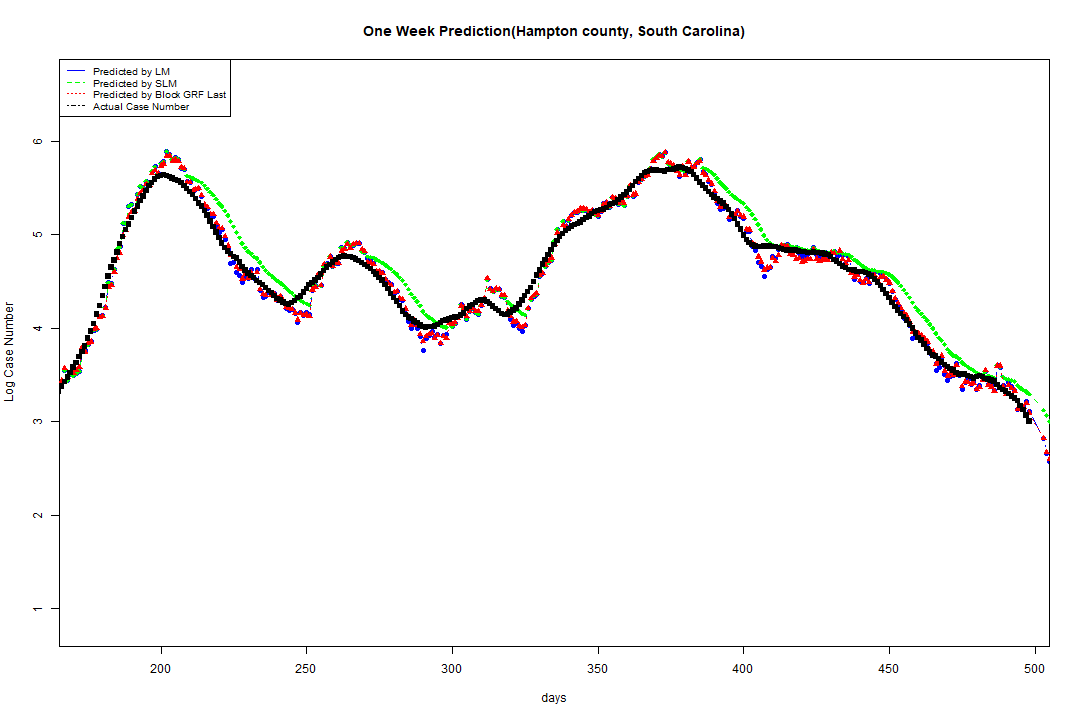 One Week Prediction(Hampton county, South Carolina)
Predicted by LM
Predicted by SLM
Predicted by Block GRF Last
Actual Case Number
6
5
4
3
2
1
Log Case Number
200 250 300 350 400 450 500
days